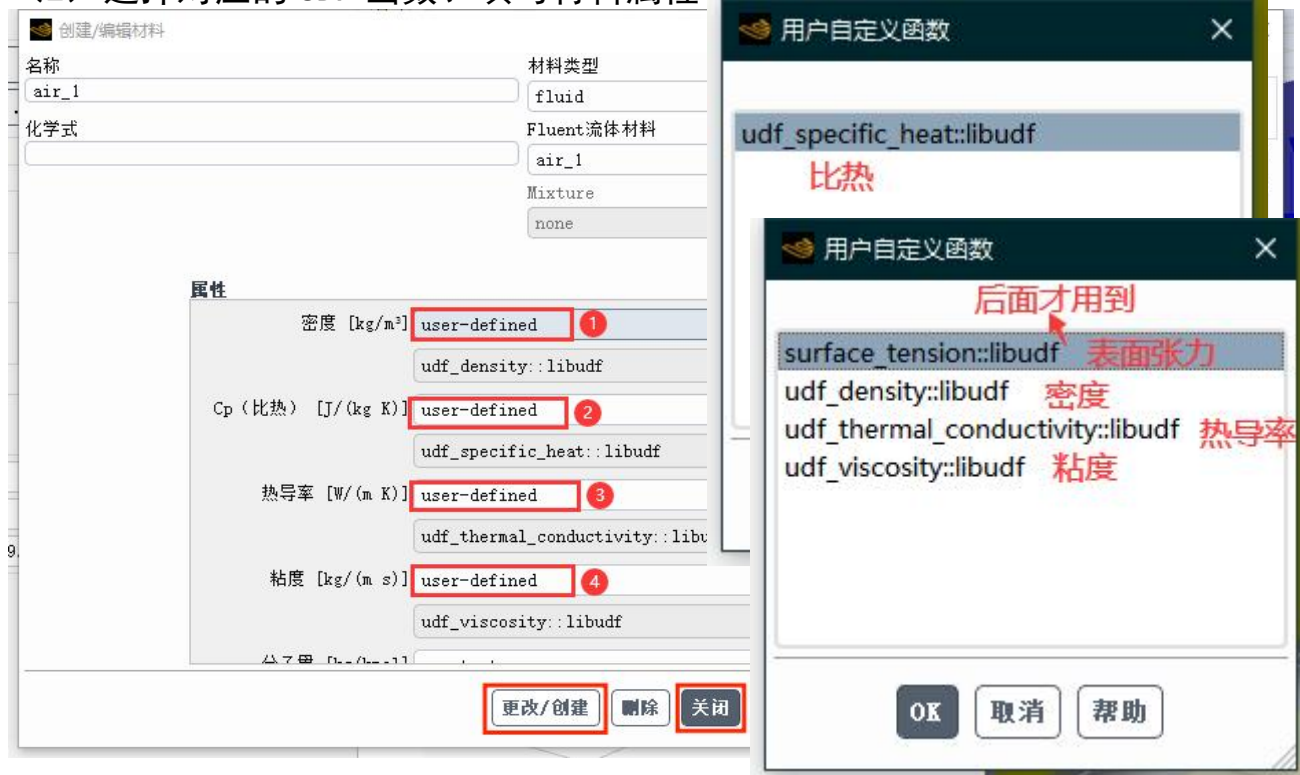 创建/编辑材料
名称
air_1
化学式
材料类型
fluid
Fluent流体材料
air_1
Mixture
none
属性
密度 [kg/m³] user-defined 1
udf_density::libudf
Cp(比热) [J/(kg K)] user-defined 2
udf_specific_heat::libudf
热导率 [W/(m K)] user-defined 3
udf_thermal_conductivity::libu
粘度 [kg/(m s)] user-defined 4
udf_viscosity::libudf
更改/创建 删除 关闭
用户自定义函数
udf_specific_heat::libudf
比热
用户自定义函数
后面才用到
surface_tension::libudf 表面张力
udf_density::libudf 密度
udf_thermal_conductivity::libudf 热导率
udf_viscosity::libudf 粘度
OK 取消 帮助